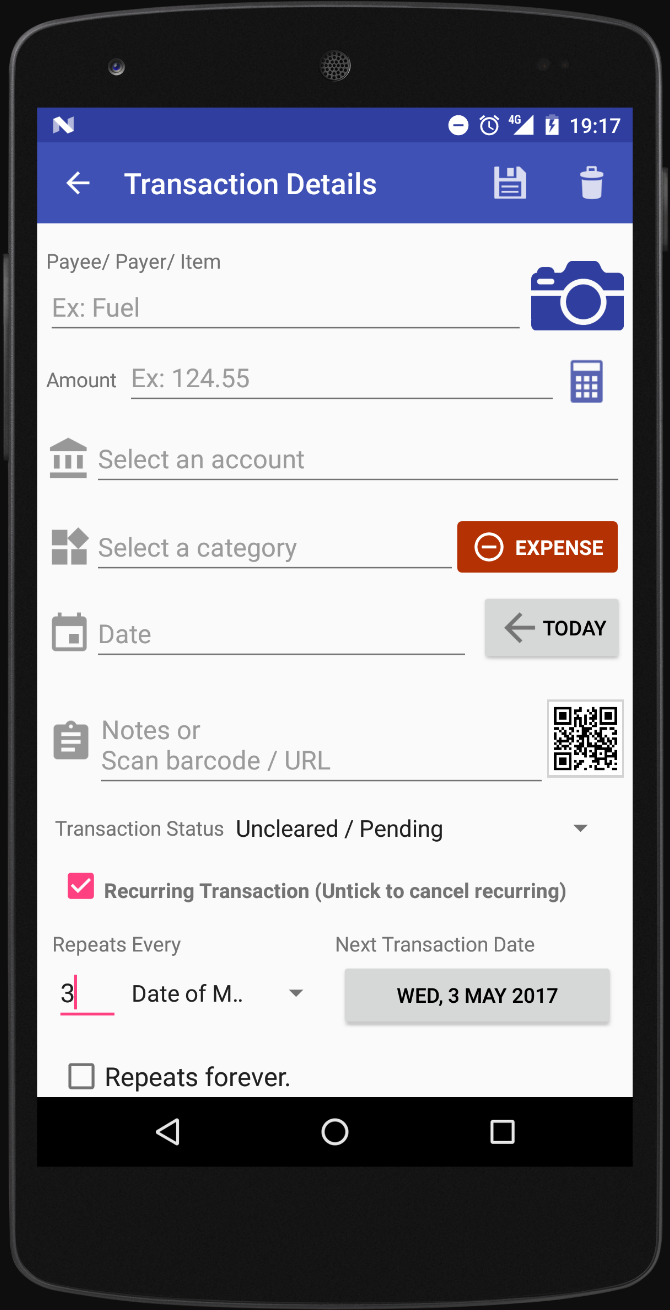 4G 19:17
Transaction Details
Payee/ Payer/ Item
Ex: Fuel
Amount Ex: 124.55
Select an account
Select a category EXPENSE
Date TODAY
Notes or
Scan barcode / URL
Transaction Status Uncleared / Pending
Recurring Transaction (Untick to cancel recurring)
Repeats Every Next Transaction Date
3 Date of M.. WED, 3 MAY 2017
Repeats forever.